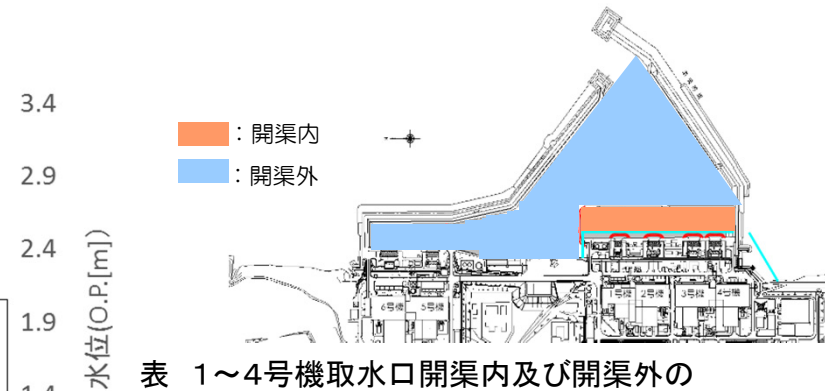 3.4
2.9
2.4
1.9
1.4
水位(O.P.[m])
：開渠内
：開渠外
6号機 5号機
1号機 2号機 3号機 4号機
表 1～4号機取水口開渠内及び開渠外の